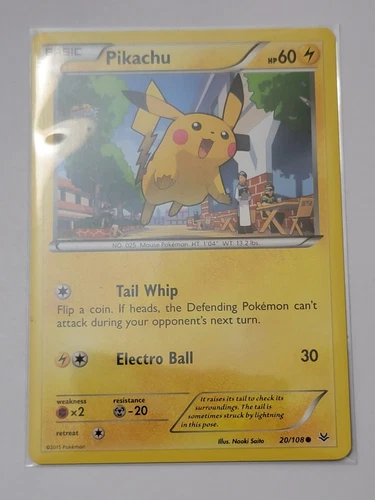 BASIC
Pikachu
HP60
NO. 025 Mouse Pokémon HT: 1'04" WT: 13.2 lbs.
Tail Whip
Flip a coin. If heads, the Defending Pokémon can't
attack during your opponent's next turn.
Electro Ball 30
weakness
×2
resistance
-20
retreat
It raises its tail to check its
surroundings. The tail is
sometimes struck by lightning
in this pose.
©2015 Pokémon
Illus. Naoki Saito
20/108